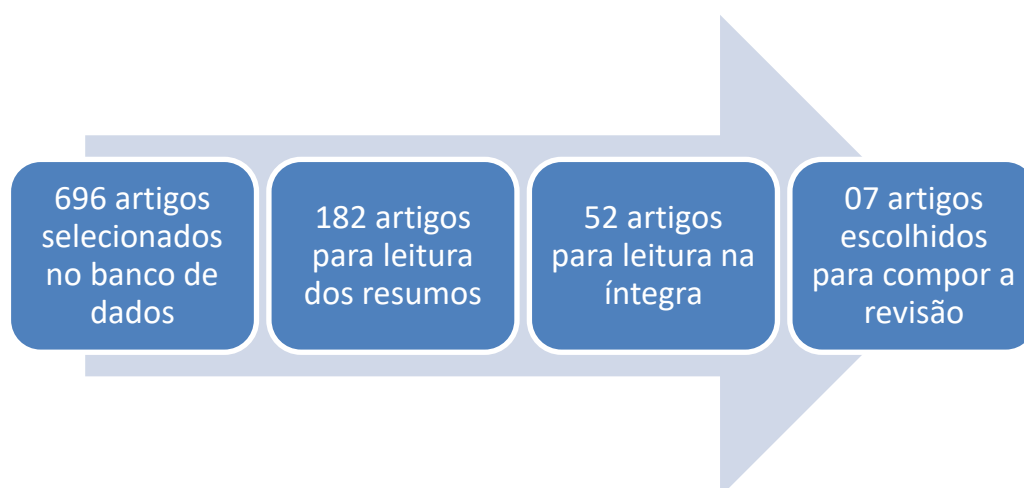 696 artigos
selecionados
no banco de
dados
182 artigos
para leitura
dos resumos
52 artigos
para leitura na
íntegra
07 artigos
escolhidos
para compor a
revisão